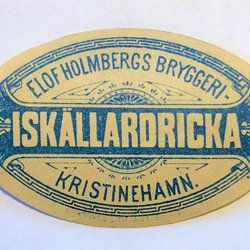 ELOF HOLMBERGS BRYGGERI-
ISKÄLLARDRICKA
KRISTINEHAMN.